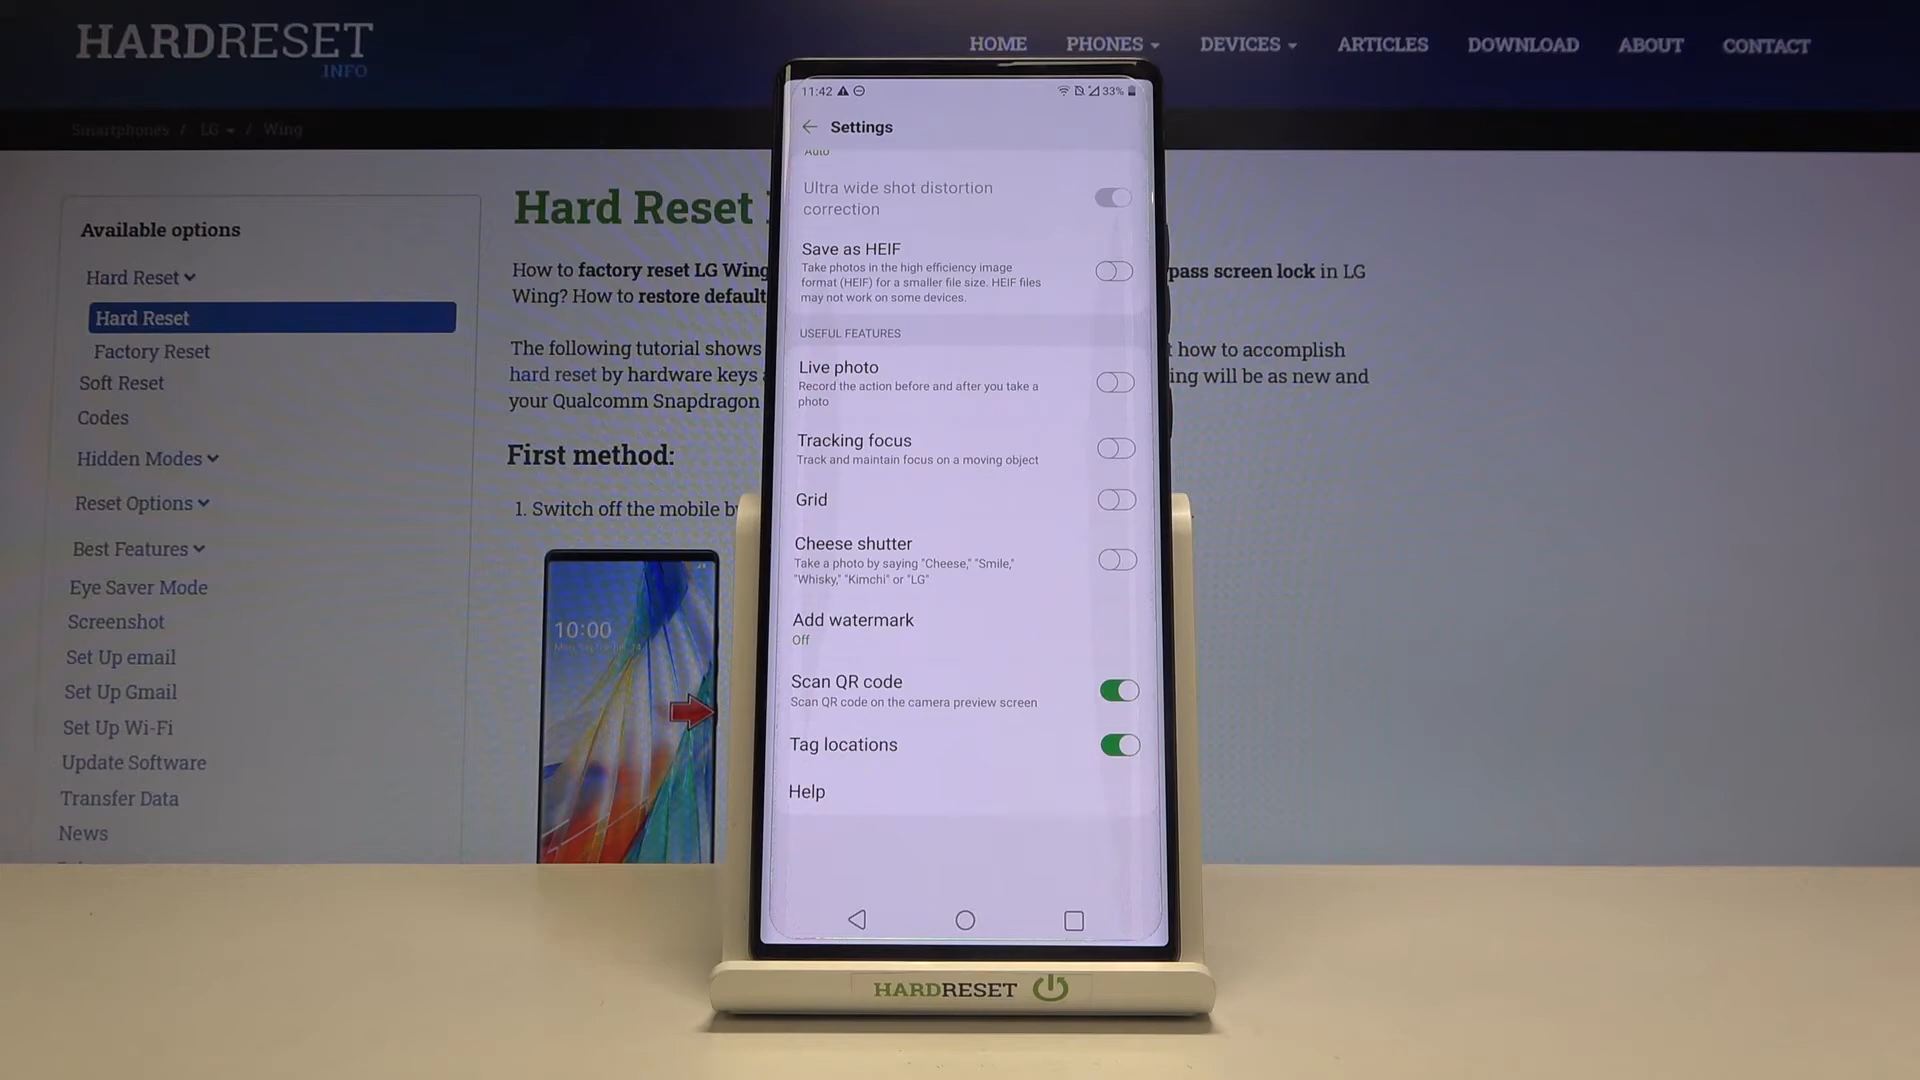 HARDRESET
.INFO
HOME PHONES DEVICES ARTICLES DOWNLOAD ABOUT CONTACT
Smartphones / LG / Wing
Available options
Hard Reset
Hard Reset
Factory Reset
Soft Reset
Codes
Hidden Modes
Reset Options
Best Features
Eye Saver Mode
Screenshot
Set Up email
Set Up Gmail
Set Up Wi-Fi
Update Software
Transfer Data
News
Hard Reset
How to factory reset LG Wing
pass screen lock in LG
Wing? How to restore default
The following tutorial shows
how to accomplish
hard reset by hardware keys
ing will be as new and
your Qualcomm Snapdragon
First method:
1. Switch off the mobile b
10:00
11:42
33%
Settings
Auto
Ultra wide shot distortion
correction
Save as HEIF
Take photos in the high efficiency image
format (HEIF) for a smaller file size. HEIF files
may not work on some devices.
USEFUL FEATURES
Live photo
Record the action before and after you take a
photo
Tracking focus
Track and maintain focus on a moving object
Grid
Cheese shutter
Take a photo by saying "Cheese," "Smile,"
"Whisky," "Kimchi" or "LG"
Add watermark
Off
Scan QR code
Scan QR code on the camera preview screen
Tag locations
Help
HARDRESET